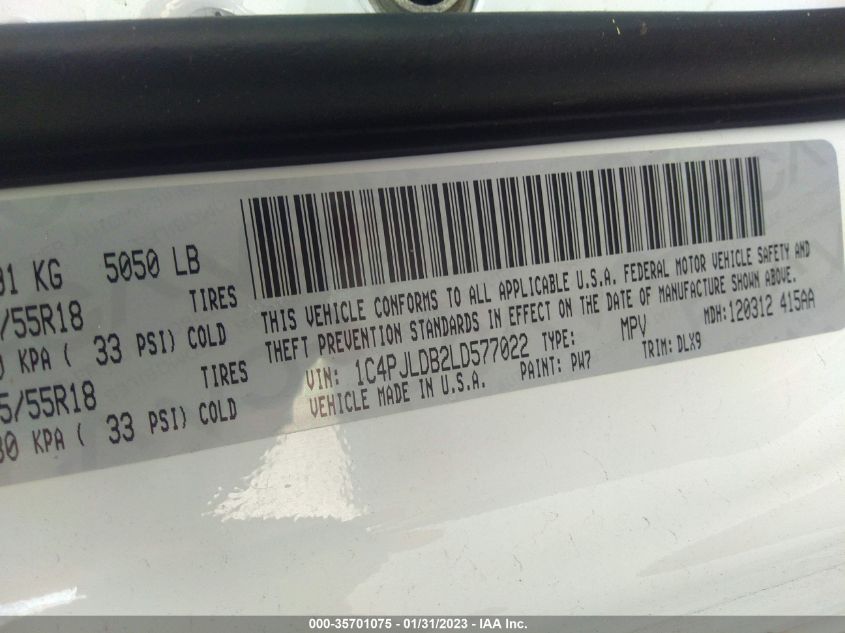 91 KG 5050 LB
/55R18 TIRES
0 KPA ( 33 PSI) COLD
5/55R18 TIRES
30 KPA ( 33 PSI) COLD
THIS VEHICLE CONFORMS TO ALL APPLICABLE U.S.A. FEDERAL MOTOR VEHICLE SAFETY AND
THEFT PREVENTION STANDARDS IN EFFECT ON THE DATE OF MANUFACTURE SHOWN ABOVE.
VIN: 1C4PJLDB2LD577022 TYPE: MPV MDH:120312 415AA
VEHICLE MADE IN U.S.A. PAINT: PW7 TRIM: DLX9
000-35701075 - 01/31/2023 - IAA Inc.